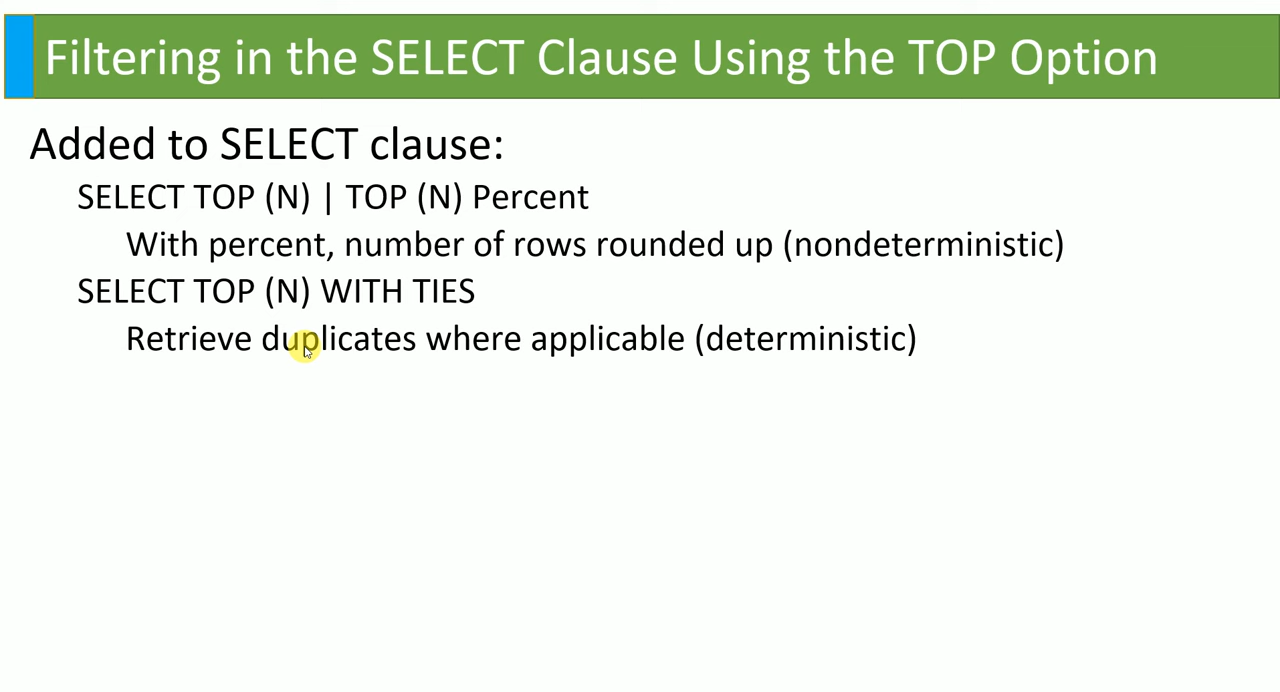 Filtering in the SELECT Clause Using the TOP Option
Added to SELECT clause:
SELECT TOP (N) | TOP (N) Percent
With percent, number of rows rounded up (nondeterministic)
SELECT TOP (N) WITH TIES
Retrieve duplicates where applicable (deterministic)